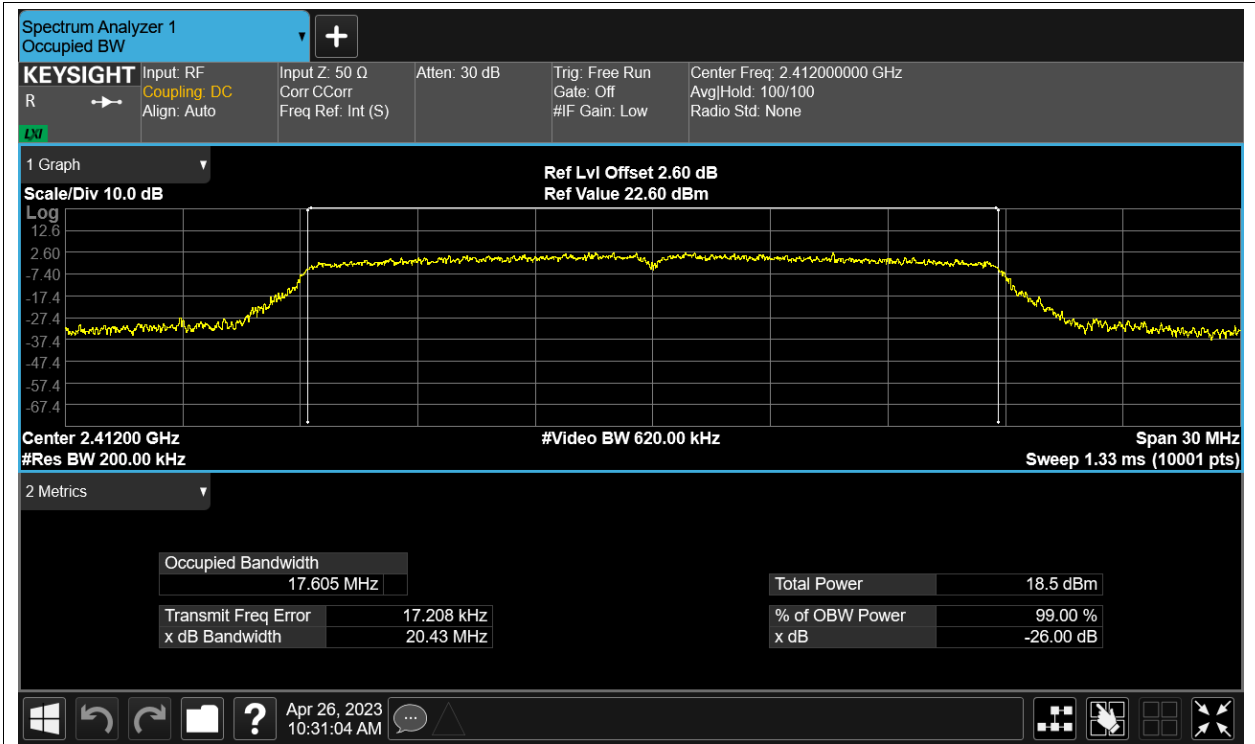 Spectrum Analyzer 1
Occupied BW
KEYSIGHT
R
LXI
Input: RF
Coupling: DC
Align: Auto
Input Z: 50 Ω
Corr CCorr
Freq Ref: Int (S)
Atten: 30 dB
Trig: Free Run
Gate: Off
#IF Gain: Low
Center Freq: 2.412000000 GHz
Avg|Hold: 100/100
Radio Std: None
1 Graph
Scale/Div 10.0 dB
Ref Lvl Offset 2.60 dB
Ref Value 22.60 dBm
Log
12.6
2.60
-7.40
-17.4
-27.4
-37.4
-47.4
-57.4
-67.4
Center 2.41200 GHz
#Res BW 200.00 kHz
#Video BW 620.00 kHz
Span 30 MHz
Sweep 1.33 ms (10001 pts)
2 Metrics
Occupied Bandwidth
17.605 MHz
Transmit Freq Error 17.208 kHz
x dB Bandwidth 20.43 MHz
Total Power 18.5 dBm
% of OBW Power 99.00 %
x dB -26.00 dB
?
Apr 26, 2023
10:31:04 AM